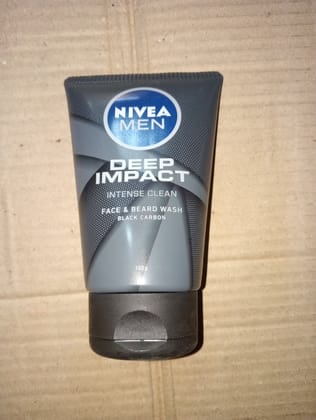 NIVEA
MEN
DEEP
IMPACT
INTENSE CLEAN
FACE & BEARD WASH
BLACK CARBON